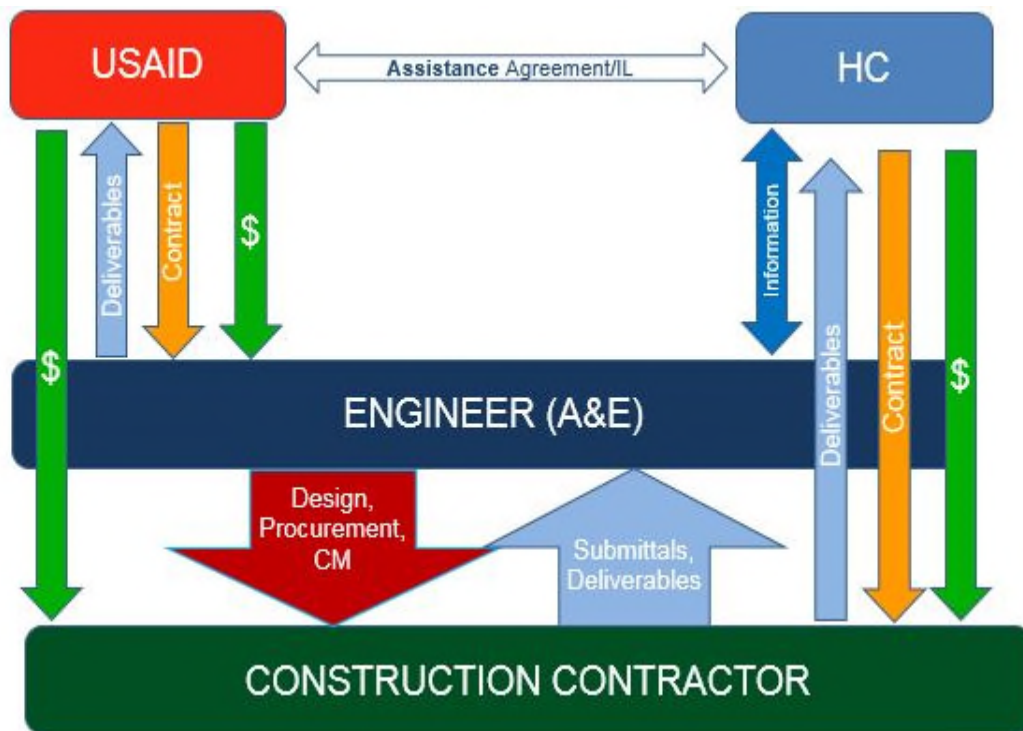 USAID
Assistance Agreement/IL
HC
Deliverables
Contract
$
$
Information
Deliverables
Contract
$
ENGINEER (A&E)
Design,
Procurement,
CM
Submittals,
Deliverables
CONSTRUCTION CONTRACTOR